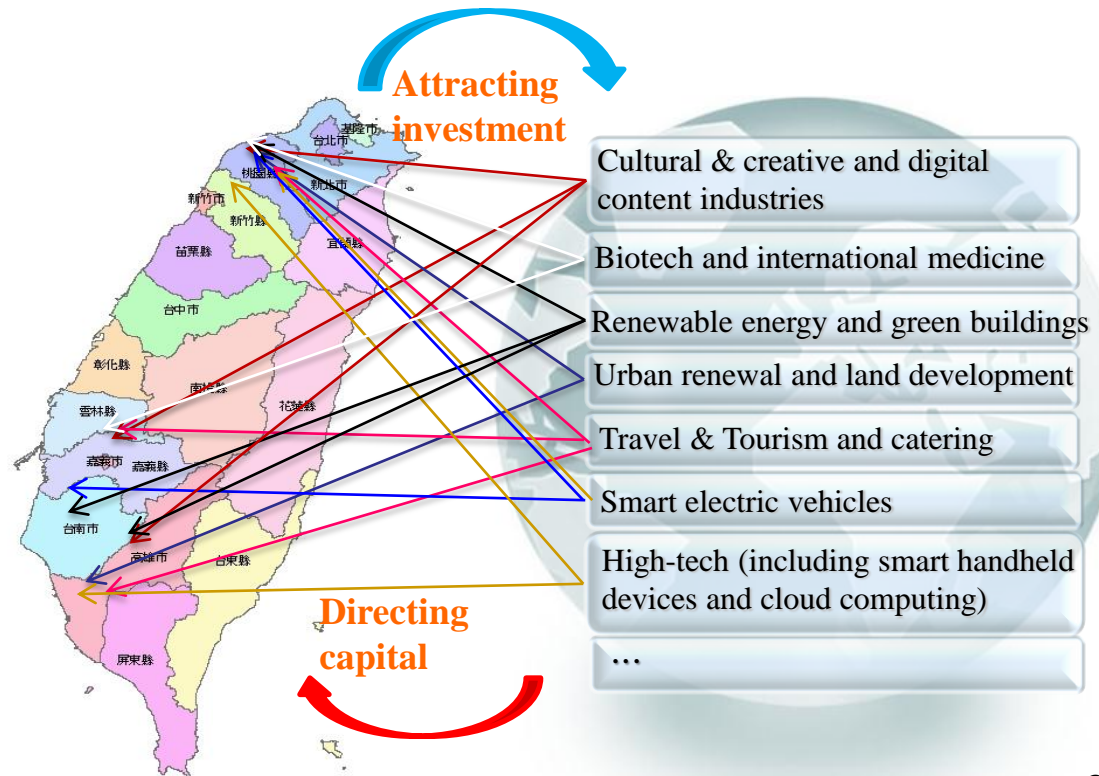 Attracting
investment
基隆市
台北市
桃園縣
新北市
新竹市
新竹縣
宜蘭縣
苗栗縣
台中市
彰化縣
南投縣
雲林縣
花蓮縣
嘉義市
嘉義縣
台南市
高雄市
台東縣
屏東縣
Directing
capital
Cultural & creative and digital
content industries
Biotech and international medicine
Renewable energy and green buildings
Urban renewal and land development
Travel & Tourism and catering
Smart electric vehicles
High-tech (including smart handheld
devices and cloud computing)
…